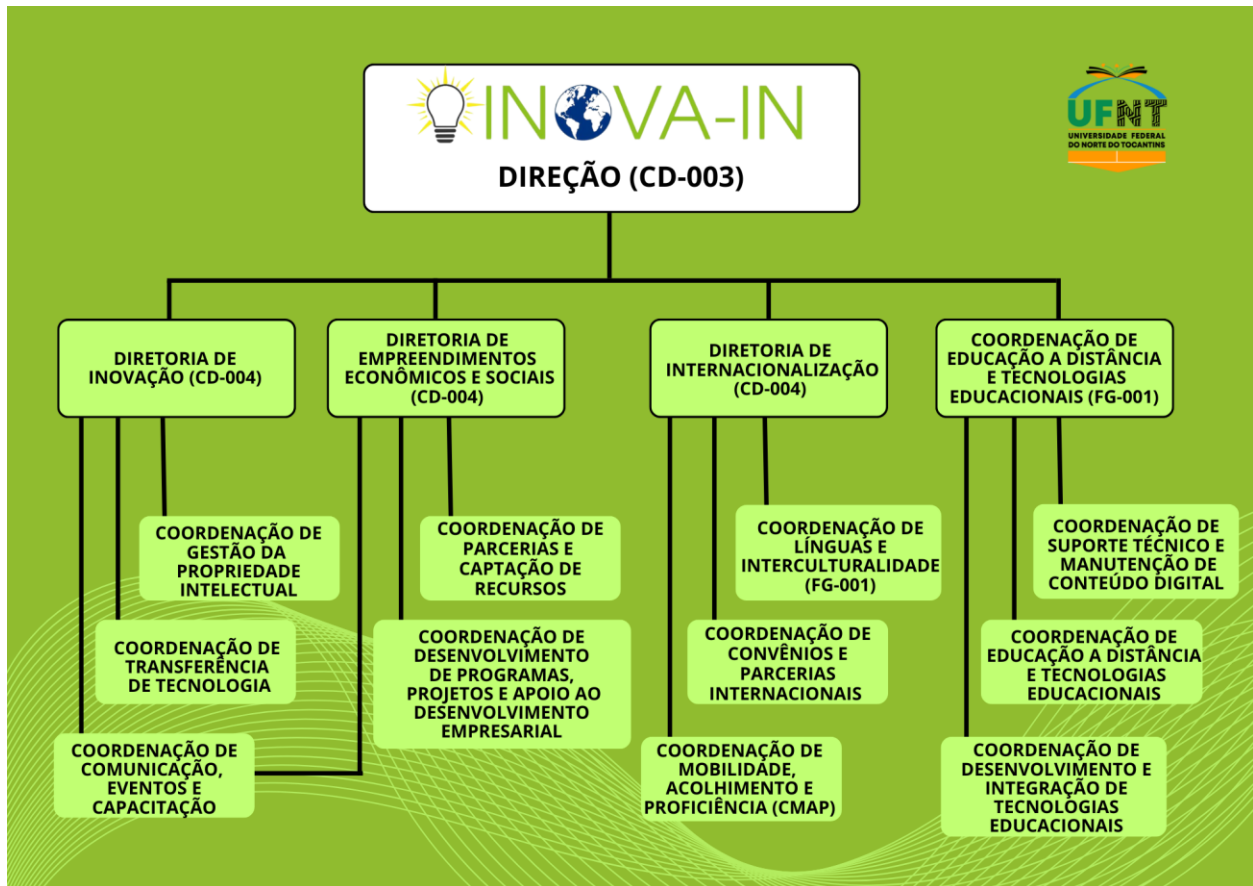 INOVA-IN
DIREÇÃO (CD-003)
UFNT
UNIVERSIDADE FEDERAL
DO NORTE DO TOCANTINS
DIRETORIA DE
INOVAÇÃO (CD-004)
DIRETORIA DE
EMPREENDIMENTOS
ECONÔMICOS E SOCIAIS
(CD-004)
DIRETORIA DE
INTERNACIONALIZAÇÃO
(CD-004)
COORDENAÇÃO DE
EDUCAÇÃO A DISTÂNCIA
E TECNOLOGIAS
EDUCACIONAIS (FG-001)
COORDENAÇÃO DE
GESTÃO DA
PROPRIEDADE
INTELECTUAL
COORDENAÇÃO DE
PARCERIAS E
CAPTAÇÃO DE
RECURSOS
COORDENAÇÃO DE
LÍNGUAS E
INTERCULTURALIDADE
(FG-001)
COORDENAÇÃO DE
SUPORTE TÉCNICO E
MANUTENÇÃO DE
CONTEÚDO DIGITAL
COORDENAÇÃO DE
TRANSFERÊNCIA
DE TECNOLOGIA
COORDENAÇÃO DE
DESENVOLVIMENTO
DE PROGRAMAS,
PROJETOS E APOIO AO
DESENVOLVIMENTO
EMPRESARIAL
COORDENAÇÃO DE
CONVÊNIOS E
PARCERIAS
INTERNACIONAIS
COORDENAÇÃO DE
EDUCAÇÃO A DISTÂNCIA
E TECNOLOGIAS
EDUCACIONAIS
COORDENAÇÃO DE
COMUNICAÇÃO,
EVENTOS E
CAPACITAÇÃO
COORDENAÇÃO DE
MOBILIDADE,
ACOLHIMENTO E
PROFICIÊNCIA (CMAP)
COORDENAÇÃO DE
DESENVOLVIMENTO E
INTEGRAÇÃO DE
TECNOLOGIAS
EDUCACIONAIS